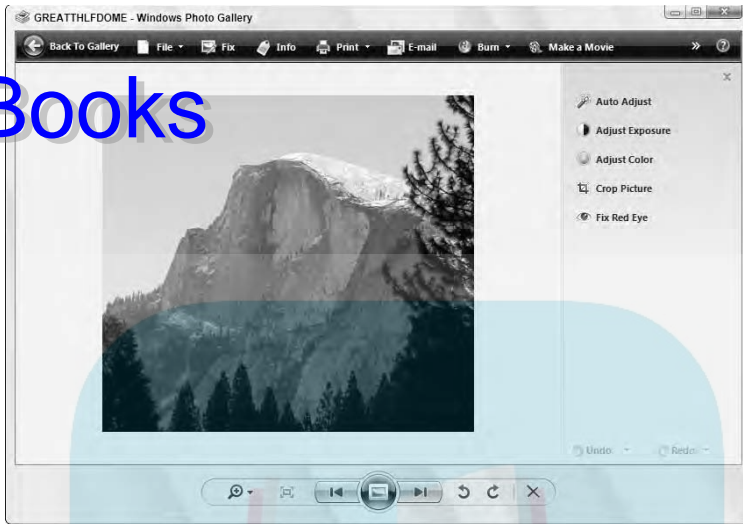 GREATTHLFDOME - Windows Photo Gallery
Back To Gallery File Fix Info Print E-mail Burn Make a Movie »
Books
Auto Adjust
Adjust Exposure
Adjust Color
Crop Picture
Fix Red Eye
Undo Redo